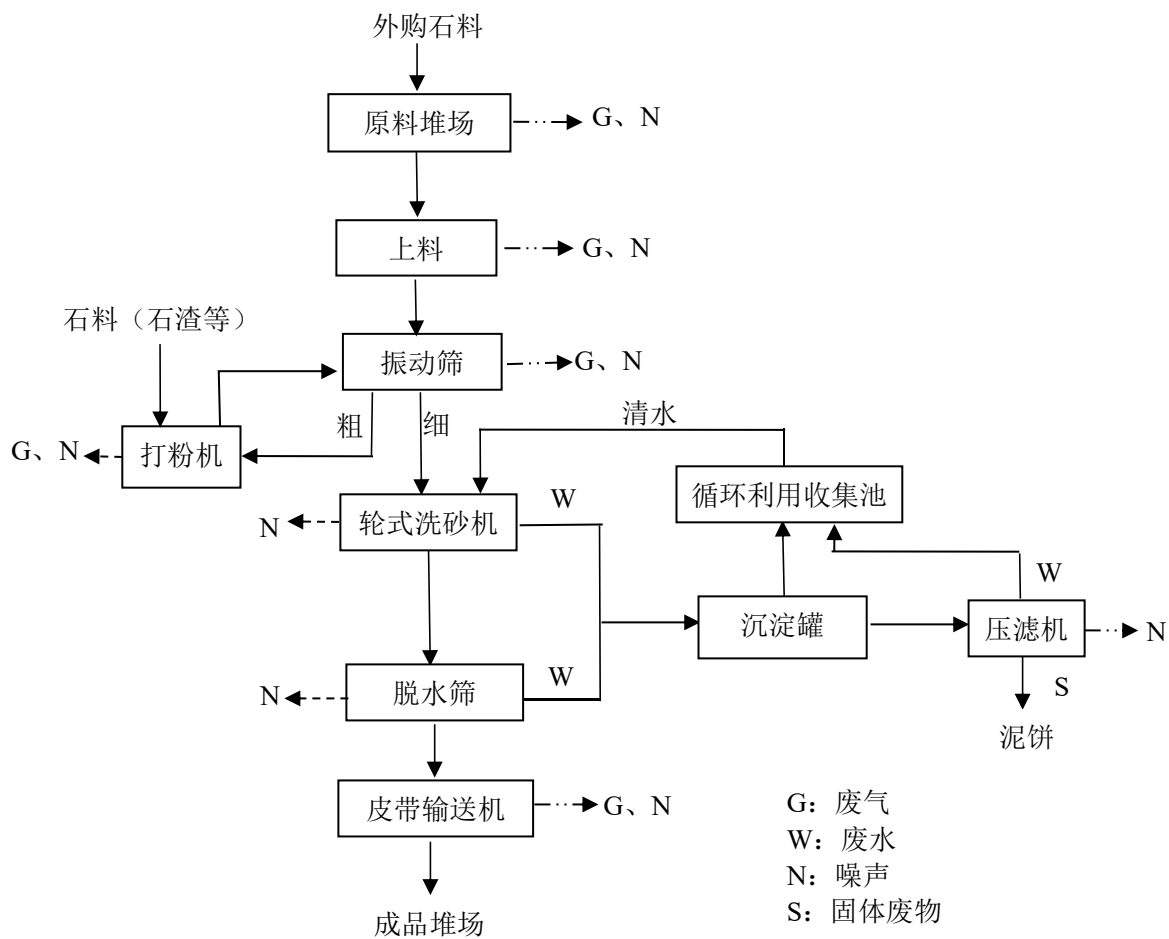 外购石料
原料堆场
G、N
上料
G、N
石料（石渣等）
振动筛
G、N
粗
细
清水
G、N
打粉机
循环利用收集池
N
轮式洗砂机
W
W
沉淀罐
压滤机
N
N
脱水筛
W
S
泥饼
皮带输送机
G、N
G：废气
W：废水
N：噪声
S：固体废物
成品堆场